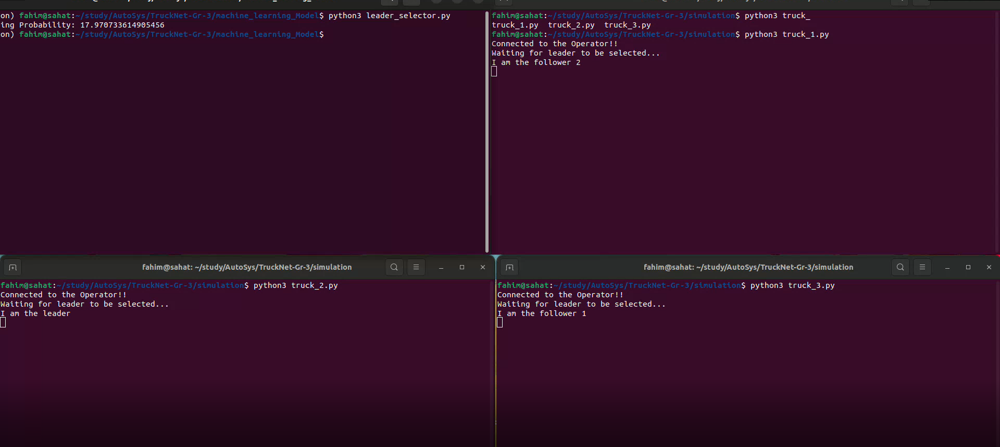 on) fahim@sahat:~/study/AutoSys/TruckNet-Gr-3/machine_learning_Model$ python3 leader_selector.py
ing Probability: 17.970733614905456
on) fahim@sahat:~/study/AutoSys/TruckNet-Gr-3/machine_learning_Model$
fahim@sahat:~/study/AutoSys/TruckNet-Gr-3/simulation$ python3 truck_
truck_1.py  truck_2.py  truck_3.py
fahim@sahat:~/study/AutoSys/TruckNet-Gr-3/simulation$ python3 truck_1.py
Connected to the Operator!!
Waiting for leader to be selected...
I am the follower 2
fahim@sahat: ~/study/AutoSys/TruckNet-Gr-3/simulation
fahim@sahat:~/study/AutoSys/TruckNet-Gr-3/simulation$ python3 truck_2.py
Connected to the Operator!!
Waiting for leader to be selected...
I am the leader
fahim@sahat: ~/study/AutoSys/TruckNet-Gr-3/simulation
fahim@sahat:~/study/AutoSys/TruckNet-Gr-3/simulation$ python3 truck_3.py
Connected to the Operator!!
Waiting for leader to be selected...
I am the follower 1